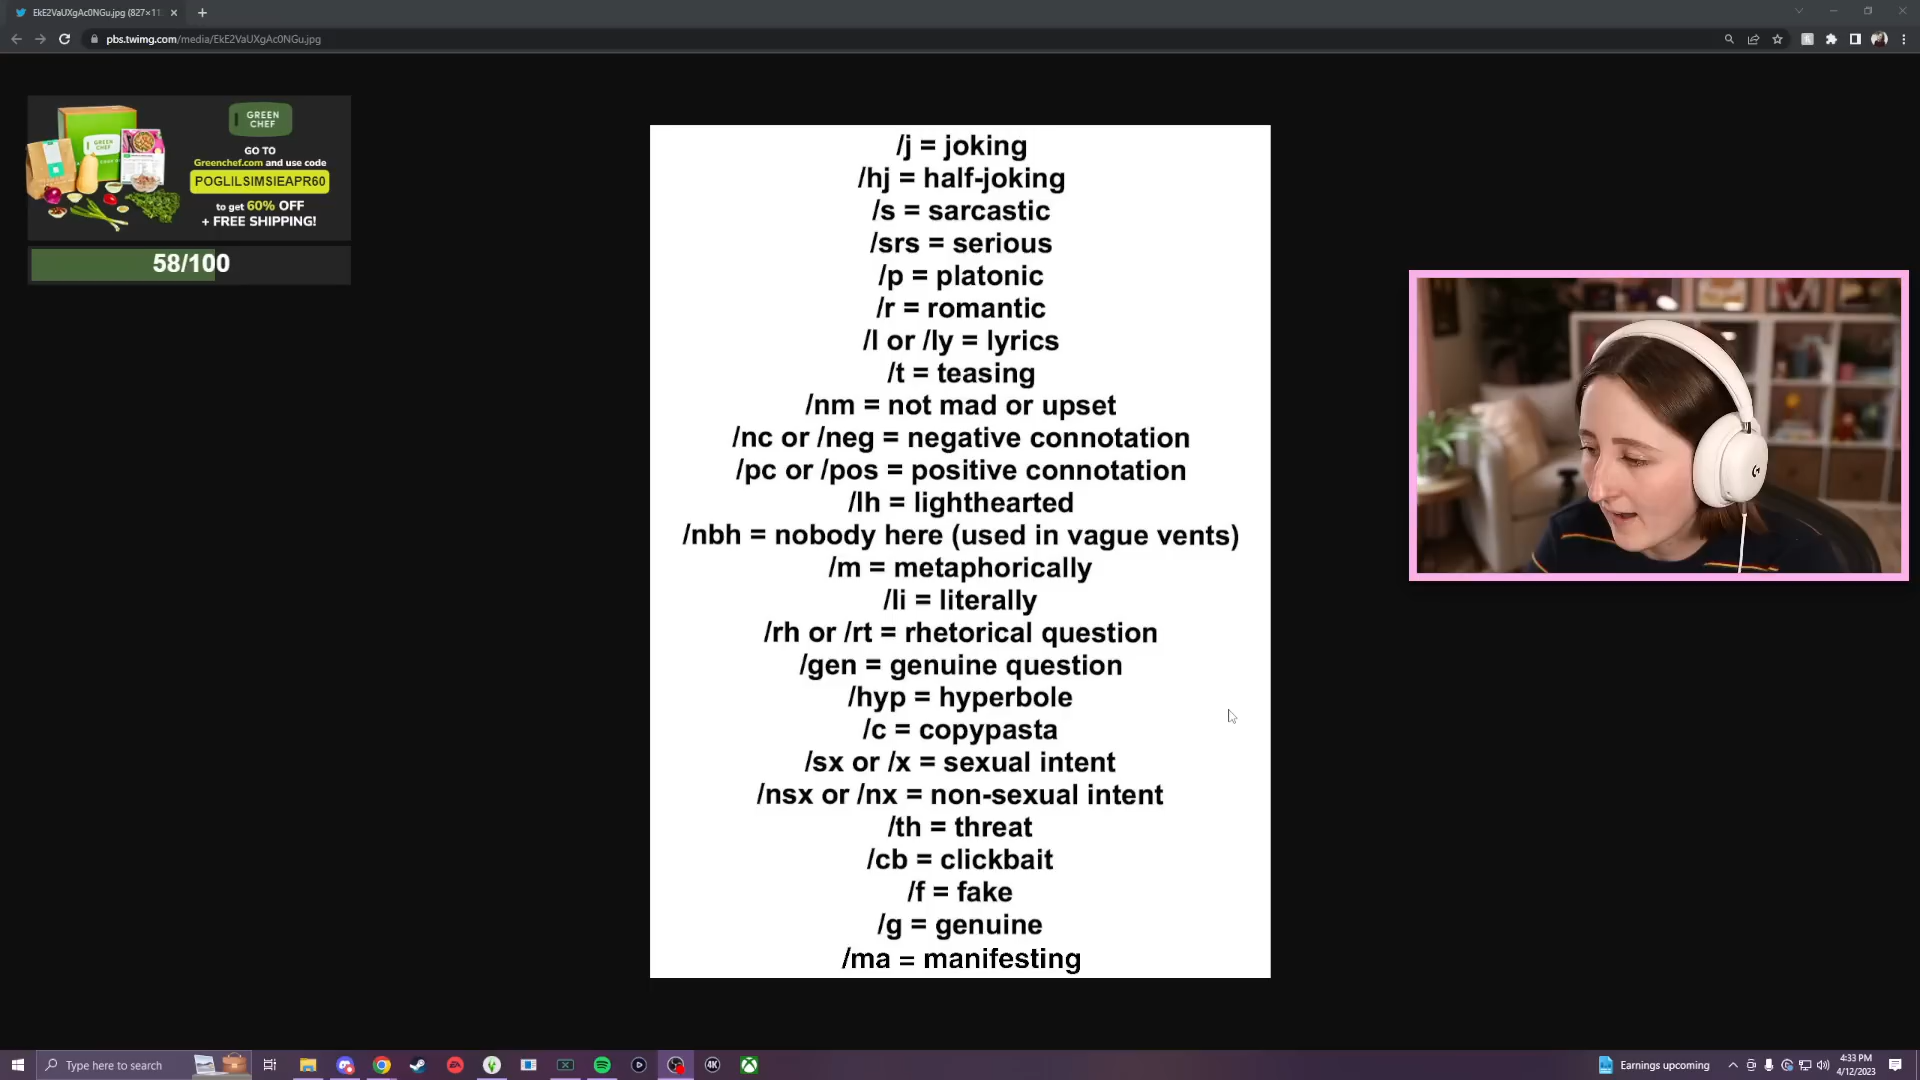 EkE2VaUXgAc0NGu.jpg (827×11
pbs.twimg.com/media/EkE2VaUXgAc0NGu.jpg
GREEN
CHEF
GO TO
Greenchef.com and use code
POGLILSIMSIEAPR60
to get 60% OFF
+ FREE SHIPPING!
58/100
/j = joking
/hj = half-joking
/s = sarcastic
/srs = serious
/p = platonic
/r = romantic
/l or /ly = lyrics
/t = teasing
/nm = not mad or upset
/nc or /neg = negative connotation
/pc or /pos = positive connotation
/lh = lighthearted
/nbh = nobody here (used in vague vents)
/m = metaphorically
/li = literally
/rh or /rt = rhetorical question
/gen = genuine question
/hyp = hyperbole
/c = copypasta
/sx or /x = sexual intent
/nsx or /nx = non-sexual intent
/th = threat
/cb = clickbait
/f = fake
/g = genuine
/ma = manifesting
Type here to search
4K
Earnings upcoming
4:33 PM
4/12/2023